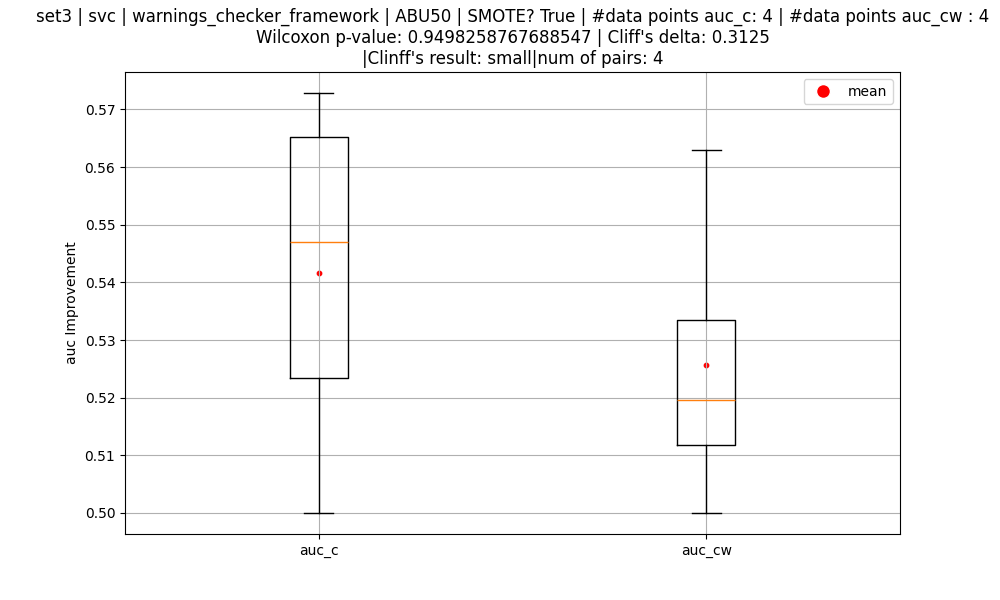 set3 | svc | warnings_checker_framework | ABU50 | SMOTE? True | #data points auc_c: 4 | #data points auc_cw : 4
Wilcoxon p-value: 0.9498258767688547 | Cliff's delta: 0.3125
|Clinff's result: small|num of pairs: 4
mean
0.57
0.56
0.55
0.54
0.53
0.52
0.51
0.50
auc Improvement
auc_c
auc_cw